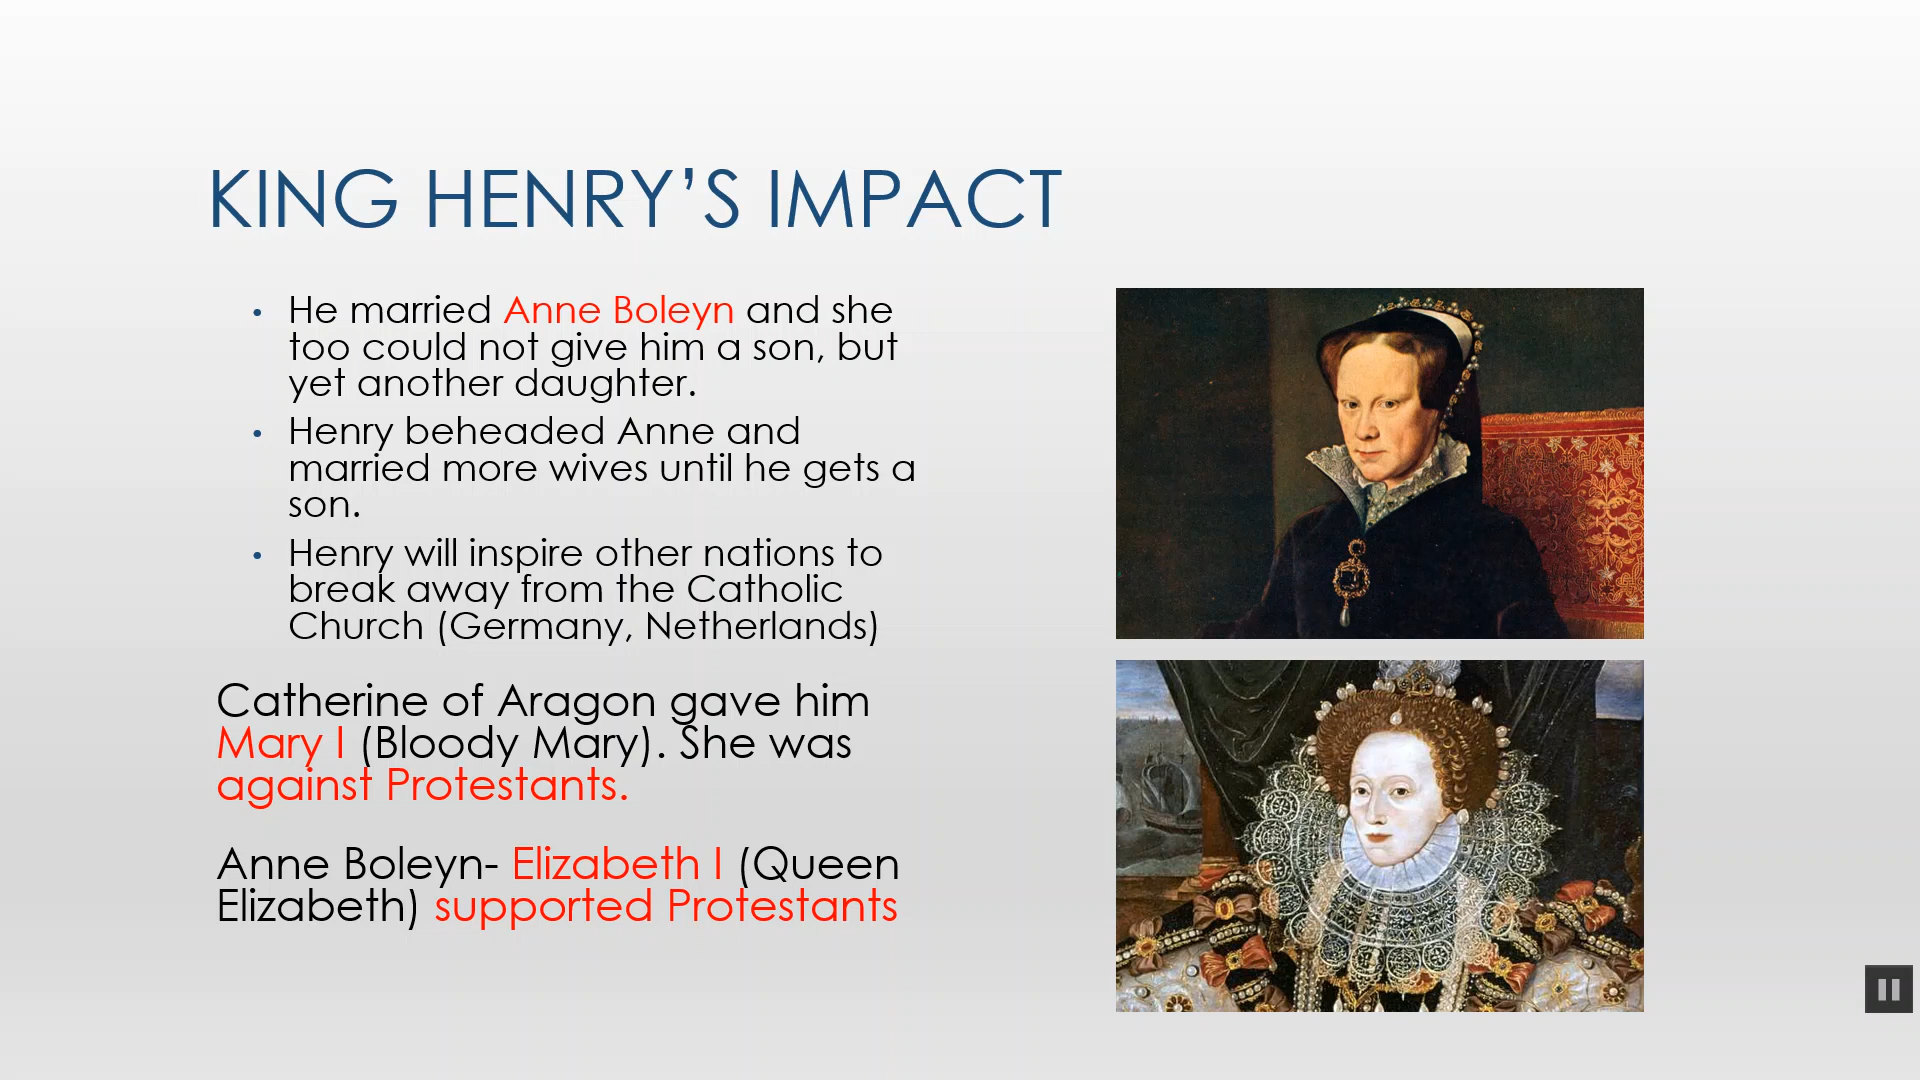 KING HENRY’S IMPACT
• He married Anne Boleyn and she
too could not give him a son, but
yet another daughter.
• Henry beheaded Anne and
married more wives until he gets a
son.
• Henry will inspire other nations to
break away from the Catholic
Church (Germany, Netherlands)
Catherine of Aragon gave him
Mary I (Bloody Mary). She was
against Protestants.
Anne Boleyn- Elizabeth I (Queen
Elizabeth) supported Protestants